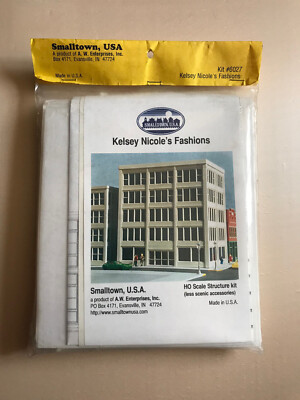 Smalltown, USA
A product of A. W. Enterprises, Inc.
P.O. Box 4171, Evansville, IN 47724
Made in U.S.A.
Kit #6027
Kelsey Nicole's Fashions
SMALLTOWN U.S.A.
Kelsey Nicole's Fashions
Smalltown, U.S.A.
a product of A.W. Enterprises, Inc.
PO Box 4171, Evansville, IN 47724
http://www.smalltownusa.com
HO Scale Structure kit
(less scenic accessories)
Made in U.S.A.